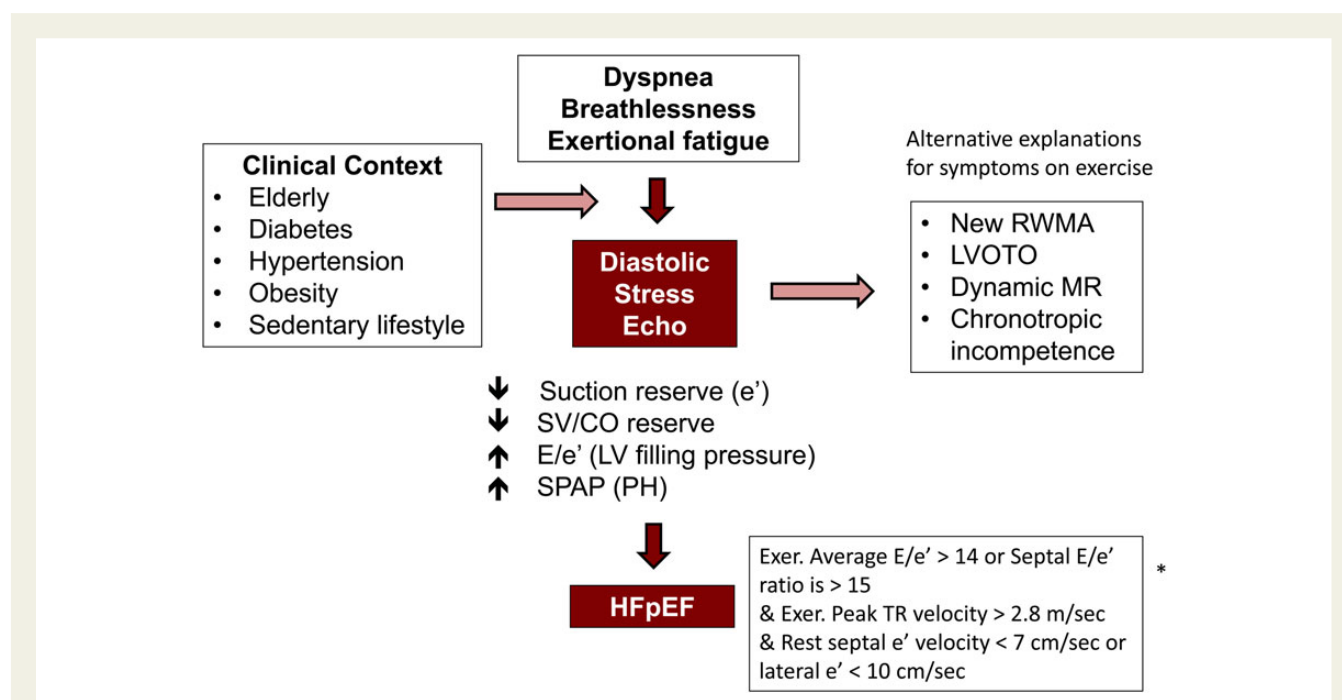 Dyspnea
Breathlessness
Exertional fatigue
Clinical Context
• Elderly
• Diabetes
• Hypertension
• Obesity
• Sedentary lifestyle
Diastolic
Stress
Echo
Alternative explanations
for symptoms on exercise
• New RWMA
• LVOTO
• Dynamic MR
• Chronotropic
incompetence
↓ Suction reserve (e’)
↓ SV/CO reserve
↑ E/e’ (LV filling pressure)
↑ SPAP (PH)
HFpEF
Exer. Average E/e’ > 14 or Septal E/e’
ratio is > 15
& Exer. Peak TR velocity > 2.8 m/sec
& Rest septal e’ velocity < 7 cm/sec or
lateral e’ < 10 cm/sec
*